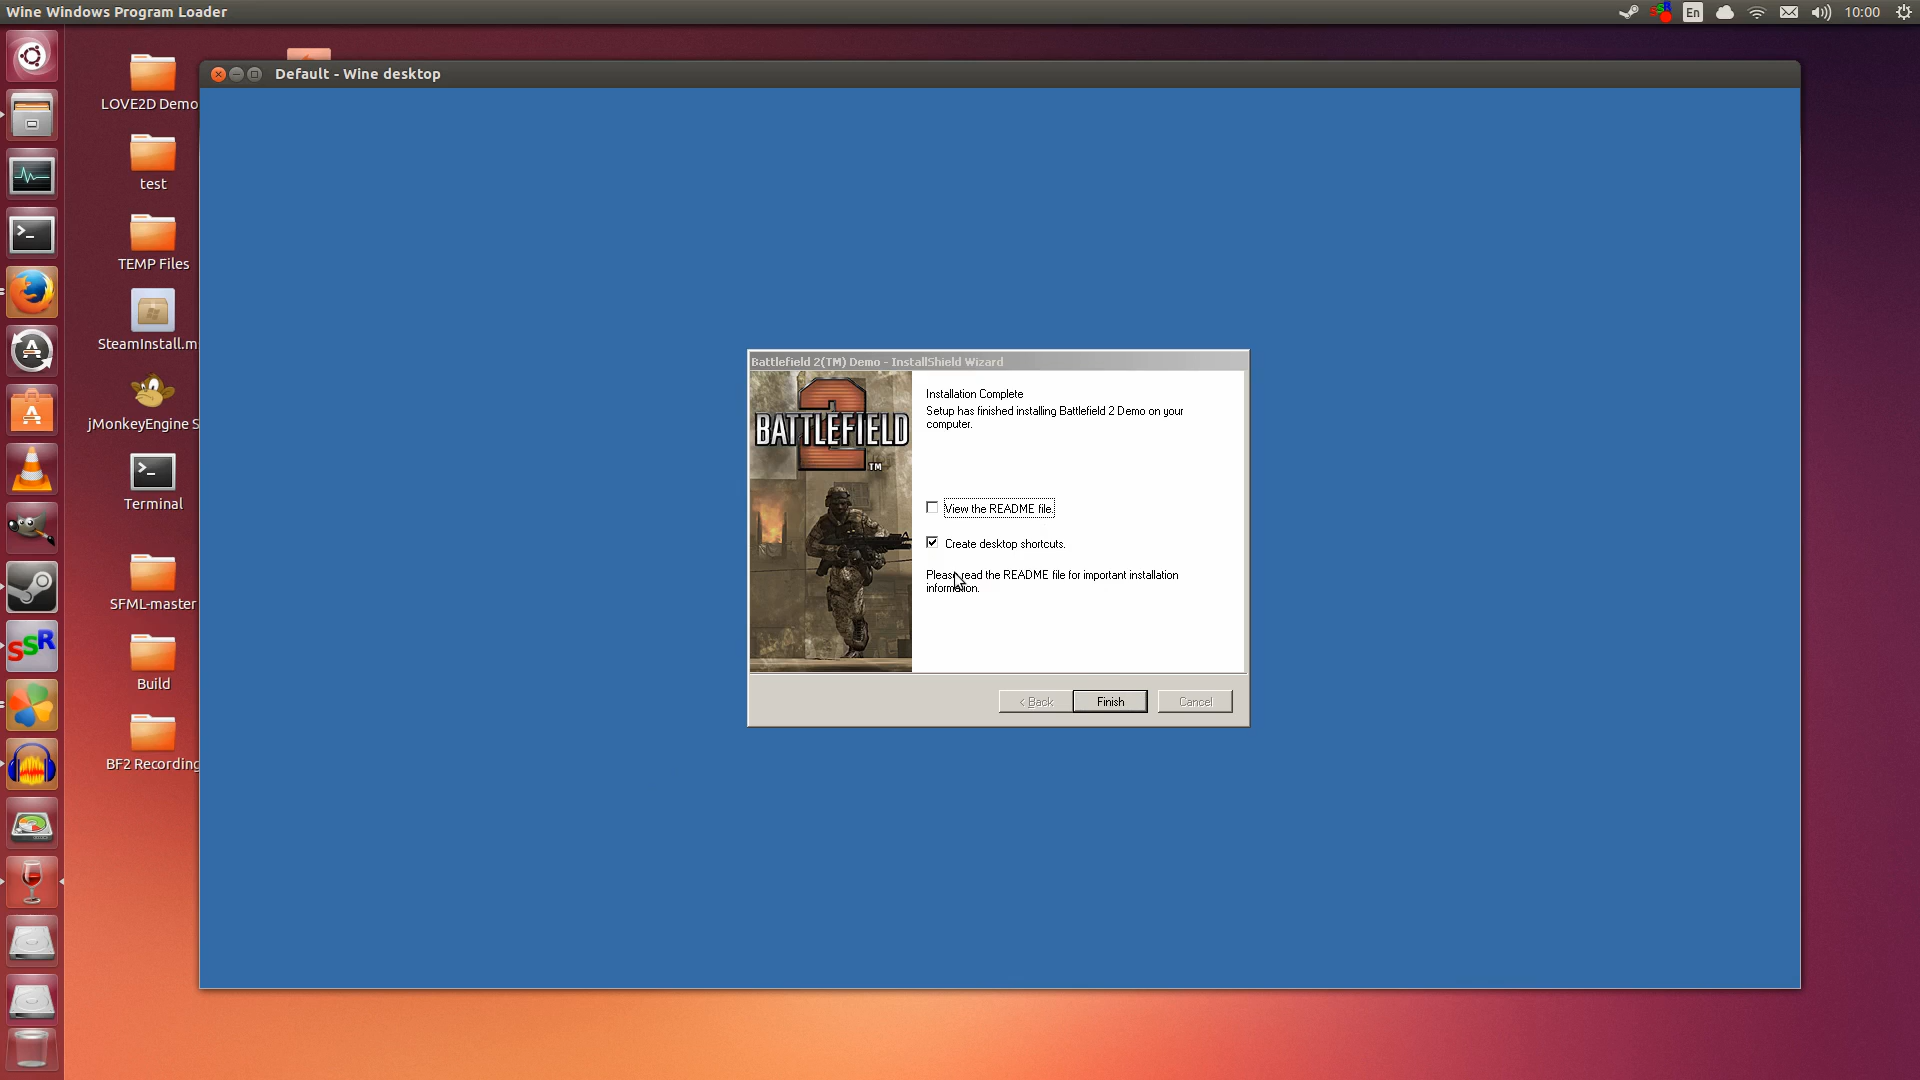 Wine Windows Program Loader
En
10:00
LOVE2D Demo
test
TEMP Files
SteamInstall.m
jMonkeyEngine S
Terminal
SFML-master
Build
BF2 Recording
SSR
Default - Wine desktop
Battlefield 2(TM) Demo - InstallShield Wizard
2
BATTLEFIELD
TM
Installation Complete
Setup has finished installing Battlefield 2 Demo on your
computer.
View the README file.
Create desktop shortcuts.
Please read the README file for important installation
information.
< Back
Finish
Cancel